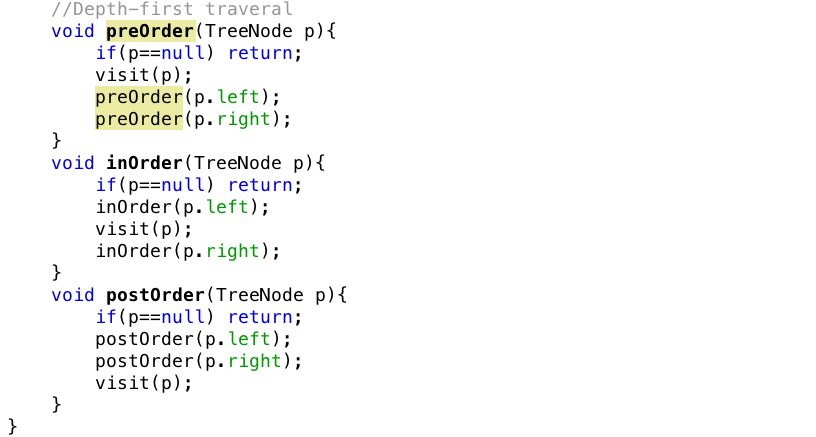 //Depth-first traveral
void preOrder(TreeNode p){
if(p==null) return;
visit(p);
preOrder(p.left);
preOrder(p.right);
}
void inOrder(TreeNode p){
if(p==null) return;
inOrder(p.left);
visit(p);
inOrder(p.right);
}
void postOrder(TreeNode p){
if(p==null) return;
postOrder(p.left);
postOrder(p.right);
visit(p);
}
}